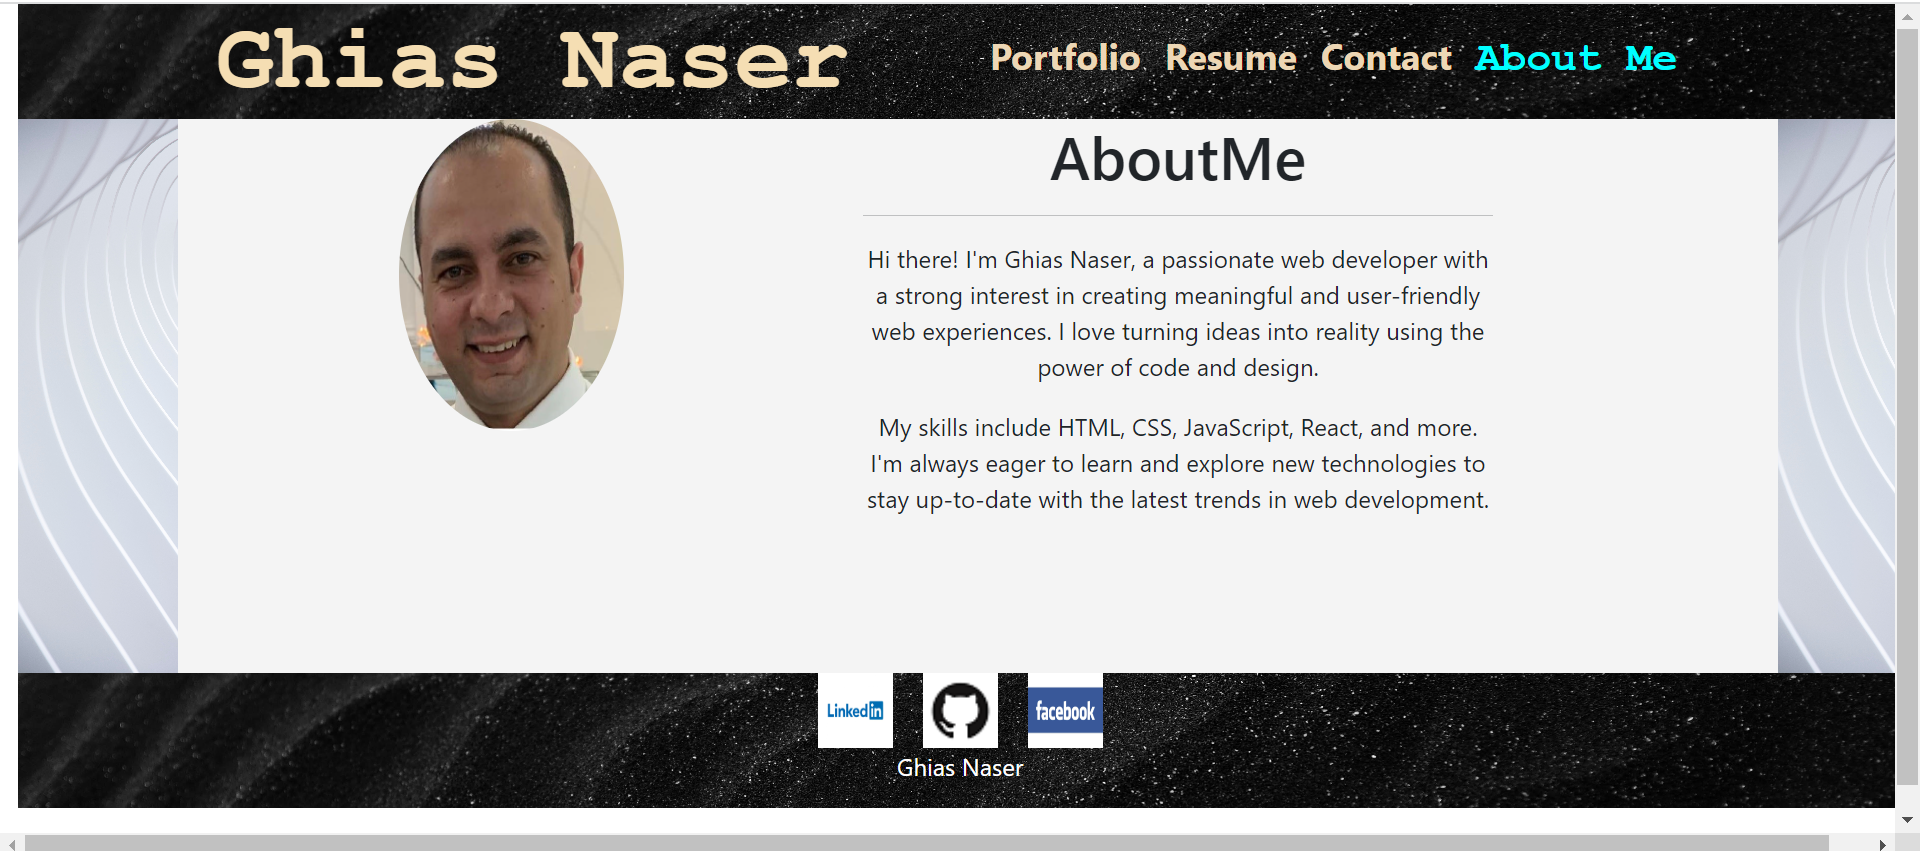 Ghias Naser
Portfolio Resume Contact About Me
AboutMe
Hi there! I'm Ghias Naser, a passionate web developer with
a strong interest in creating meaningful and user-friendly
web experiences. I love turning ideas into reality using the
power of code and design.
My skills include HTML, CSS, JavaScript, React, and more.
I'm always eager to learn and explore new technologies to
stay up-to-date with the latest trends in web development.
Linked in
facebook
Ghias Naser